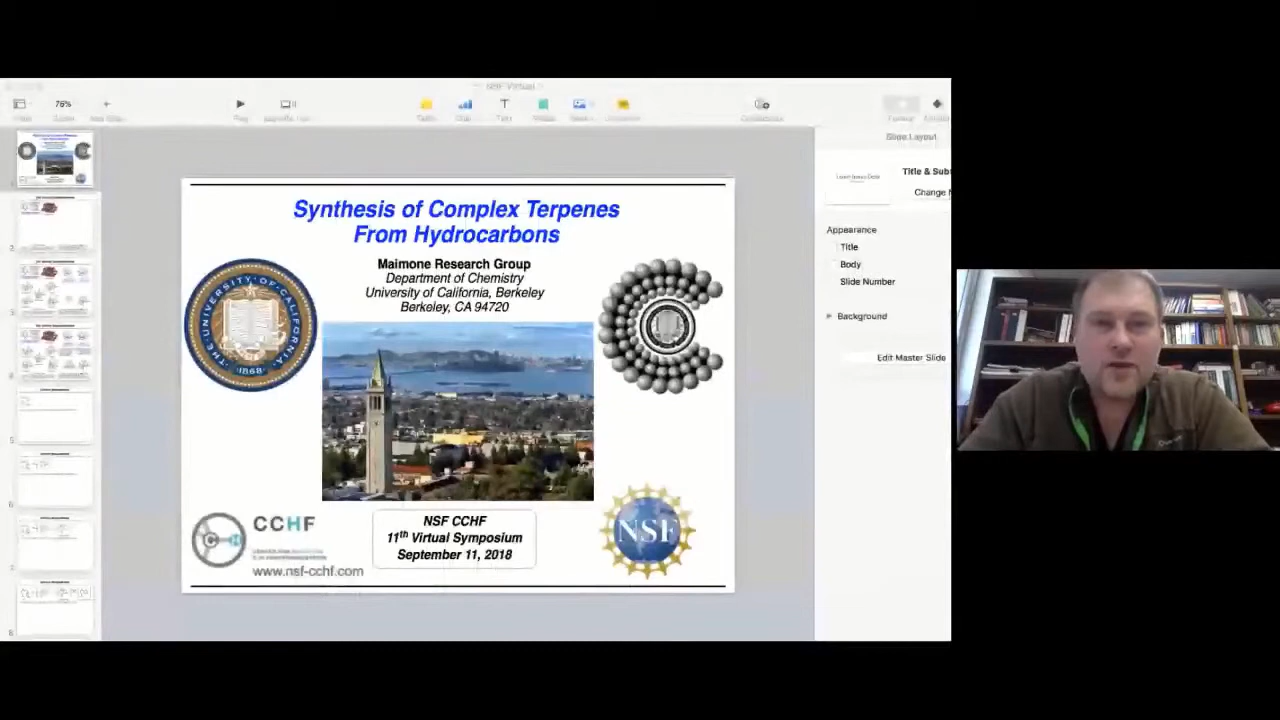 76%
Slide Layout
Title & Sub
Change M
Appearance
Title
Body
Slide Number
Background
Edit Master Slide
Synthesis of Complex Terpenes
From Hydrocarbons
Maimone Research Group
Department of Chemistry
University of California, Berkeley
Berkeley, CA 94720
THE·UNIVERSITY·OF·CALIFORNIA
·1868·
CCHF
www.nsf-cchf.com
NSF CCHF
11th Virtual Symposium
September 11, 2018
NSF